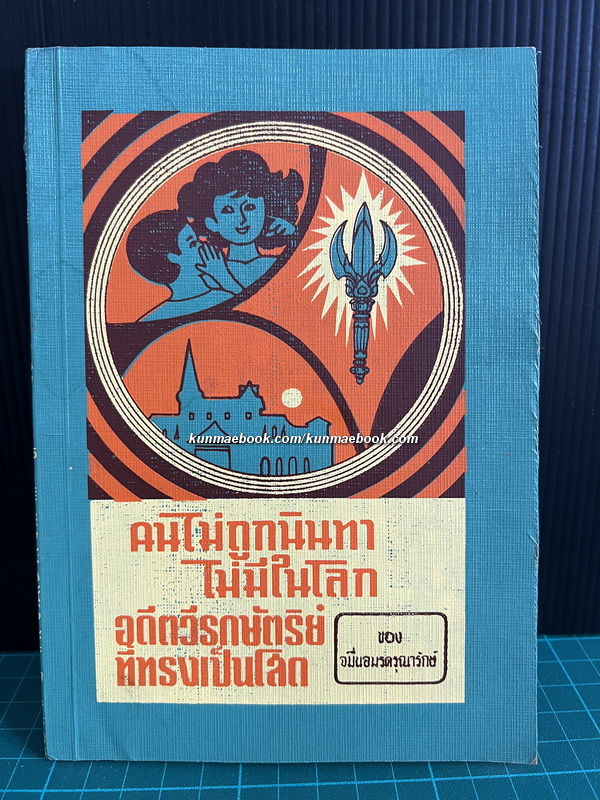 kunmaebook.com/kunmaebook.com
คนไม่ถูกนินทา
ไม่มีในโลก
อดีตวีรกษัตริย์
ที่ทรงเป็นโสด
ของ
จมื่นอมรดรุณารักษ์